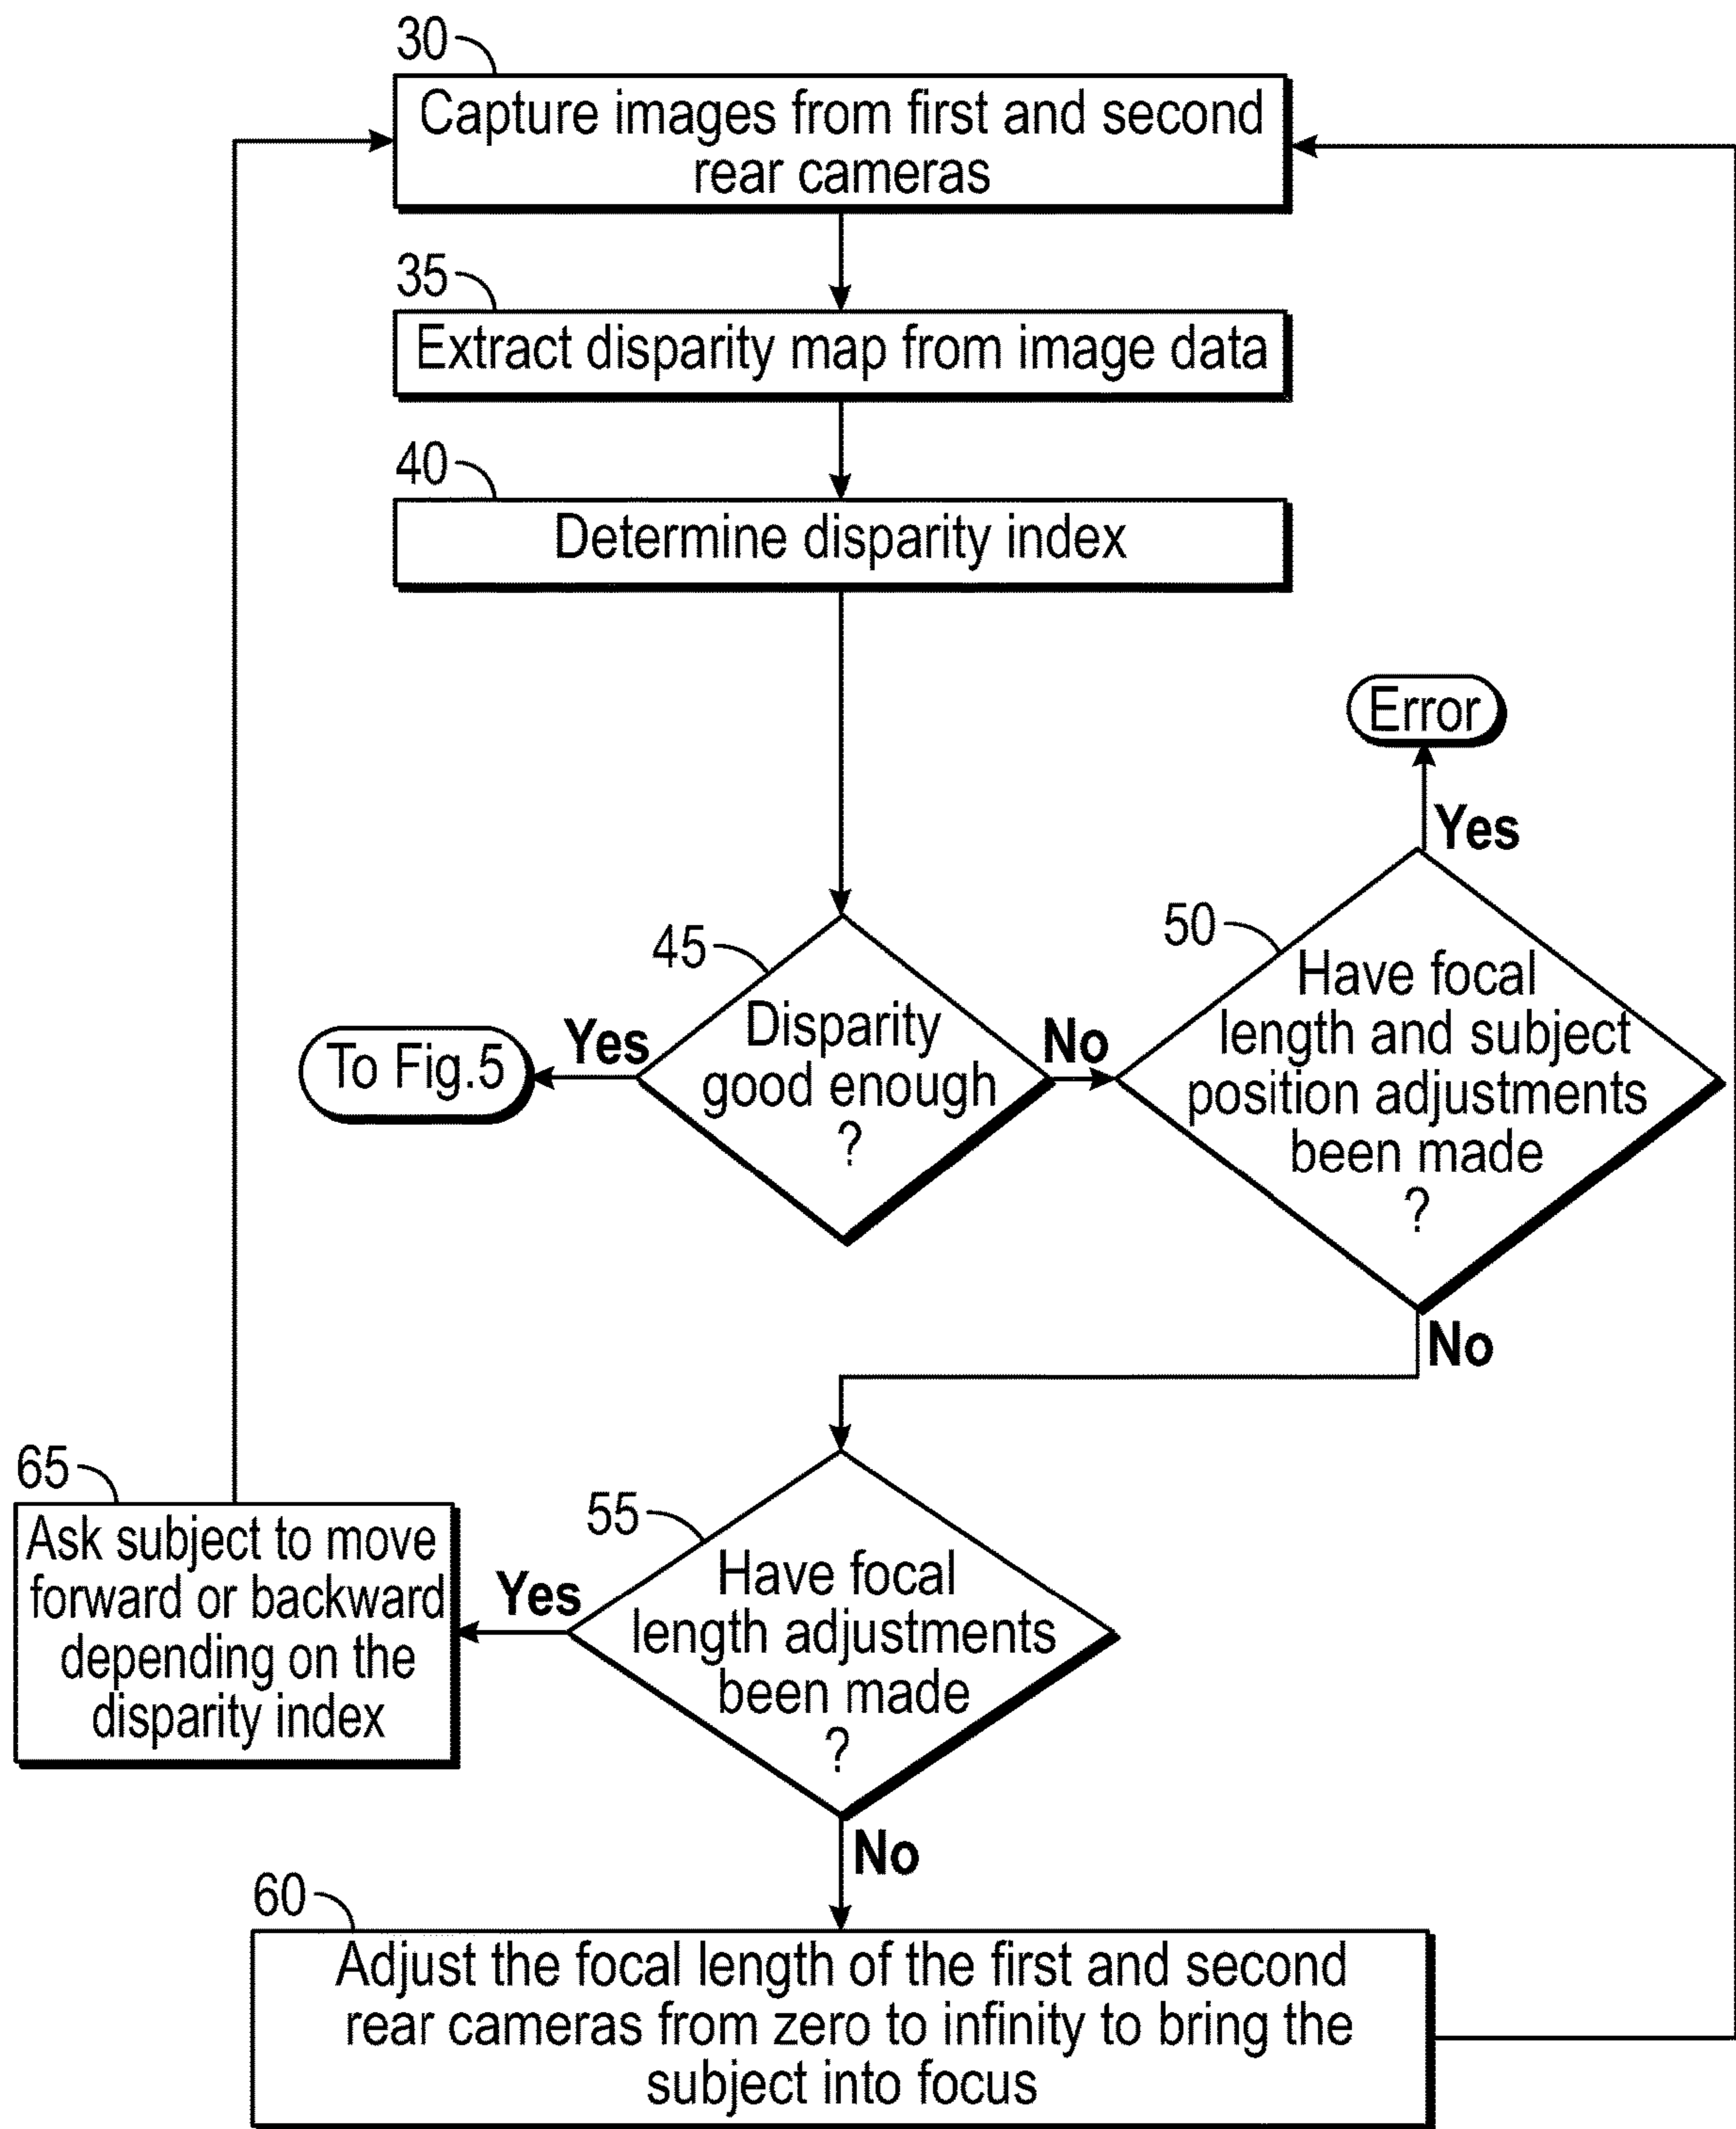 30
Capture images from first and second
rear cameras
35
Extract disparity map from image data
40
Determine disparity index
Error
Yes
45
50
Disparity
good enough
?
Yes
No
To Fig.5
Have focal
length and subject
position adjustments
been made
?
No
65
Ask subject to move
forward or backward
depending on the
disparity index
55
Yes
Have focal
length adjustments
been made
?
No
60
Adjust the focal length of the first and second
rear cameras from zero to infinity to bring the
subject into focus